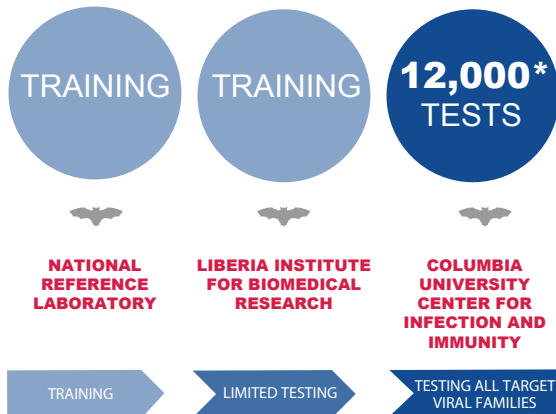 TRAINING
TRAINING
12,000*
TESTS
NATIONAL
REFERENCE
LABORATORY
LIBERIA INSTITUTE
FOR BIOMEDICAL
RESEARCH
COLUMBIA
UNIVERSITY
CENTER FOR
INFECTION AND
IMMUNITY
TRAINING
LIMITED TESTING
TESTING ALL TARGET
VIRAL FAMILIES